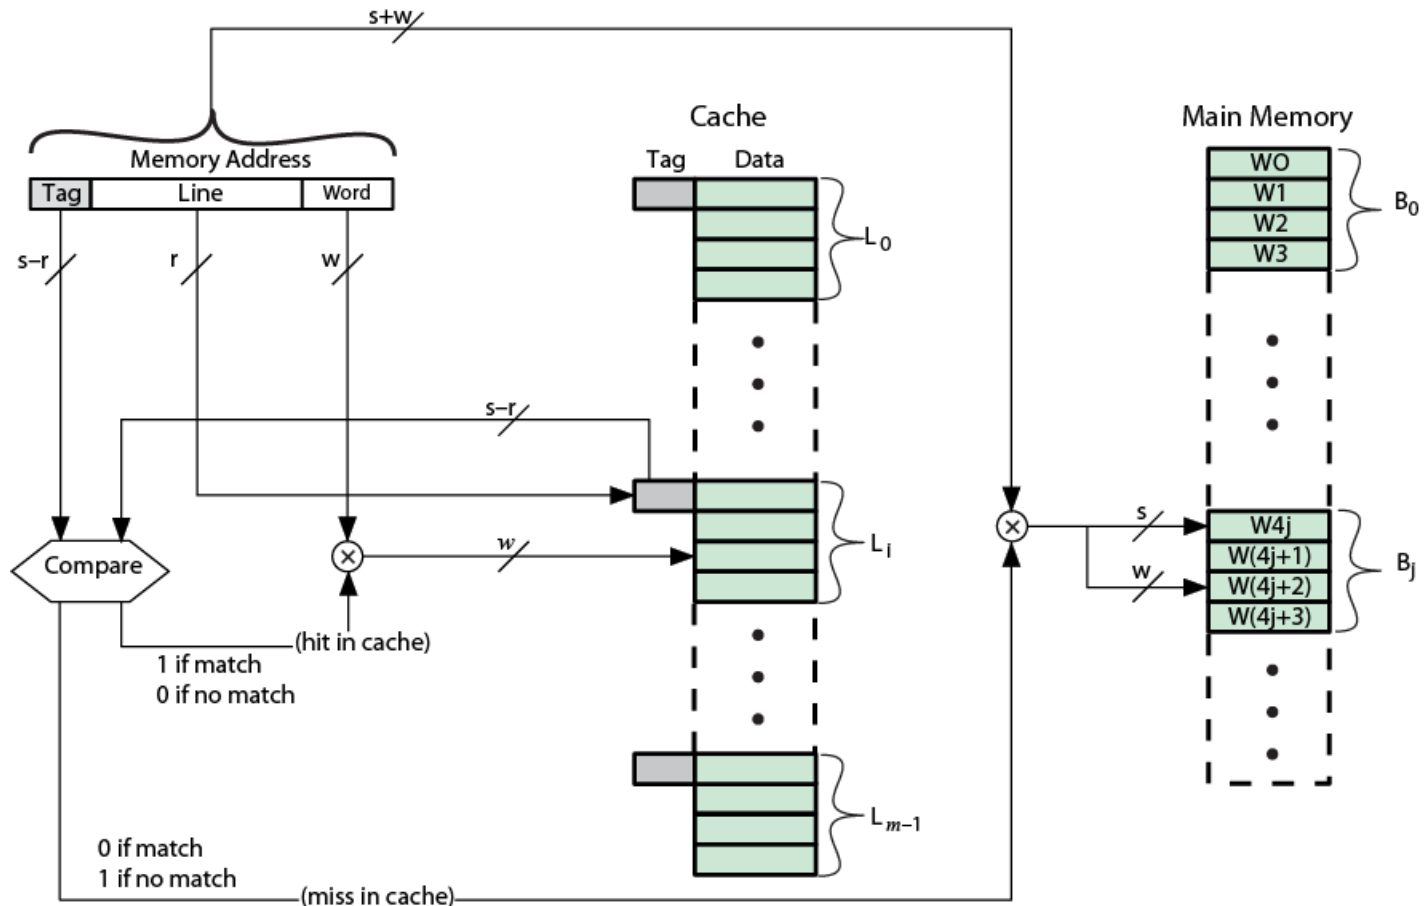 s+w
Cache
Main Memory
Memory Address
Tag Data
Tag Line Word
WO
W1
W2
W3
B0
L0
s–r
r
w
s–r
Compare
w
Li
s
w
W4j
W(4j+1)
W(4j+2)
W(4j+3)
Bj
(hit in cache)
1 if match
0 if no match
Lm–1
0 if match
1 if no match
(miss in cache)